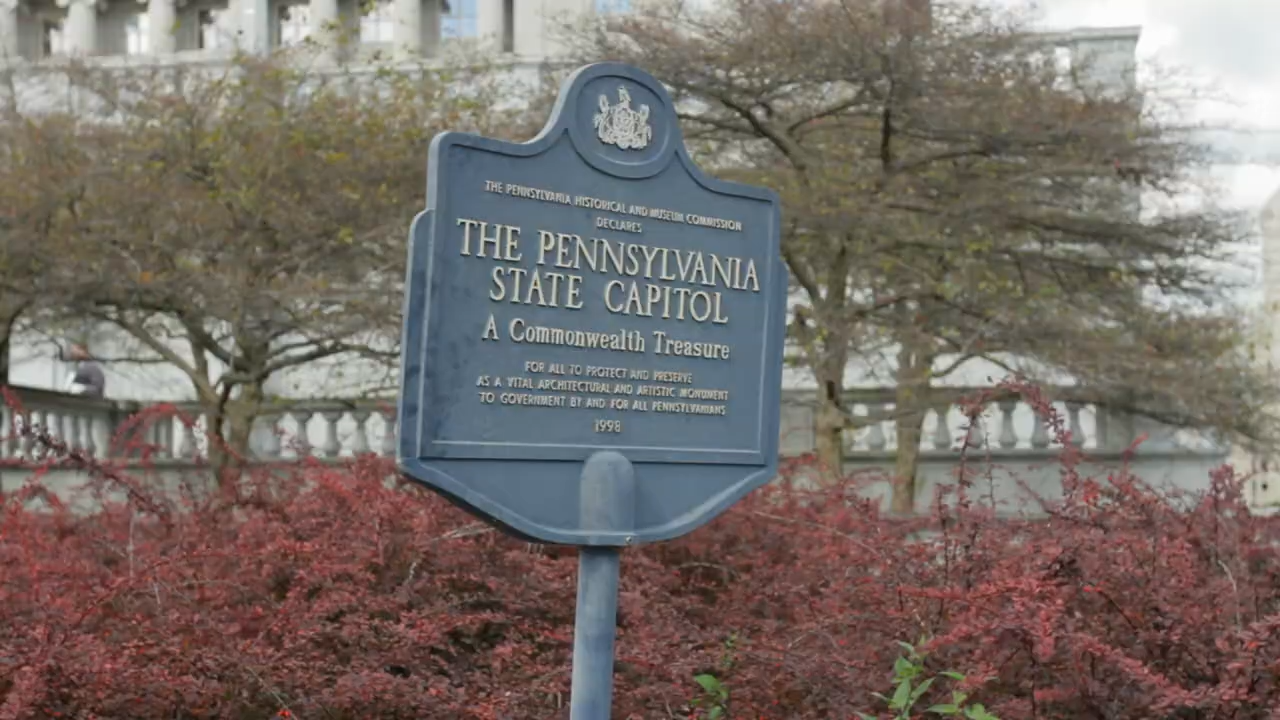 THE PENNSYLVANIA HISTORICAL AND MUSEUM COMMISSION
DECLARES
THE PENNSYLVANIA
STATE CAPITOL
A Commonwealth Treasure
FOR ALL TO PROTECT AND PRESERVE
AS A VITAL ARCHITECTURAL AND ARTISTIC MONUMENT
TO GOVERNMENT BY AND FOR ALL PENNSYLVANIANS
1998